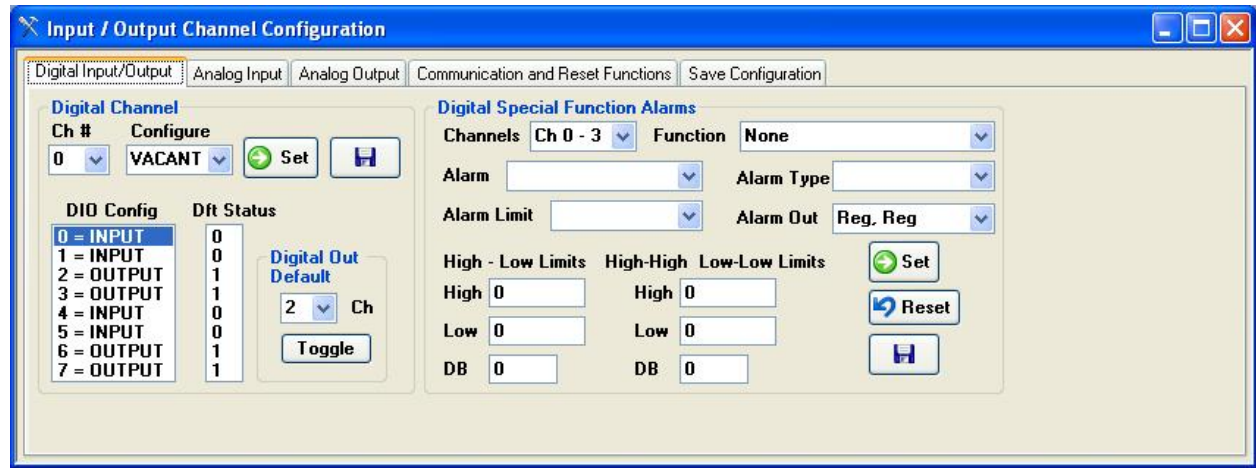 Input / Output Channel Configuration
Digital Input/Output Analog Input Analog Output Communication and Reset Functions Save Configuration
Digital Channel
Ch # Configure
0 VACANT Set
DIO Config Dft Status
0 = INPUT 0
1 = INPUT 0
2 = OUTPUT 1
3 = OUTPUT 1
4 = INPUT 0
5 = INPUT 0
6 = OUTPUT 1
7 = OUTPUT 1
Digital Out
Default
2 Ch
Toggle
Digital Special Function Alarms
Channels Ch 0 - 3 Function None
Alarm Alarm Type
Alarm Limit Alarm Out Reg, Reg
High - Low Limits High-High Low-Low Limits Set
High 0 High 0 Reset
Low 0 Low 0
DB 0 DB 0